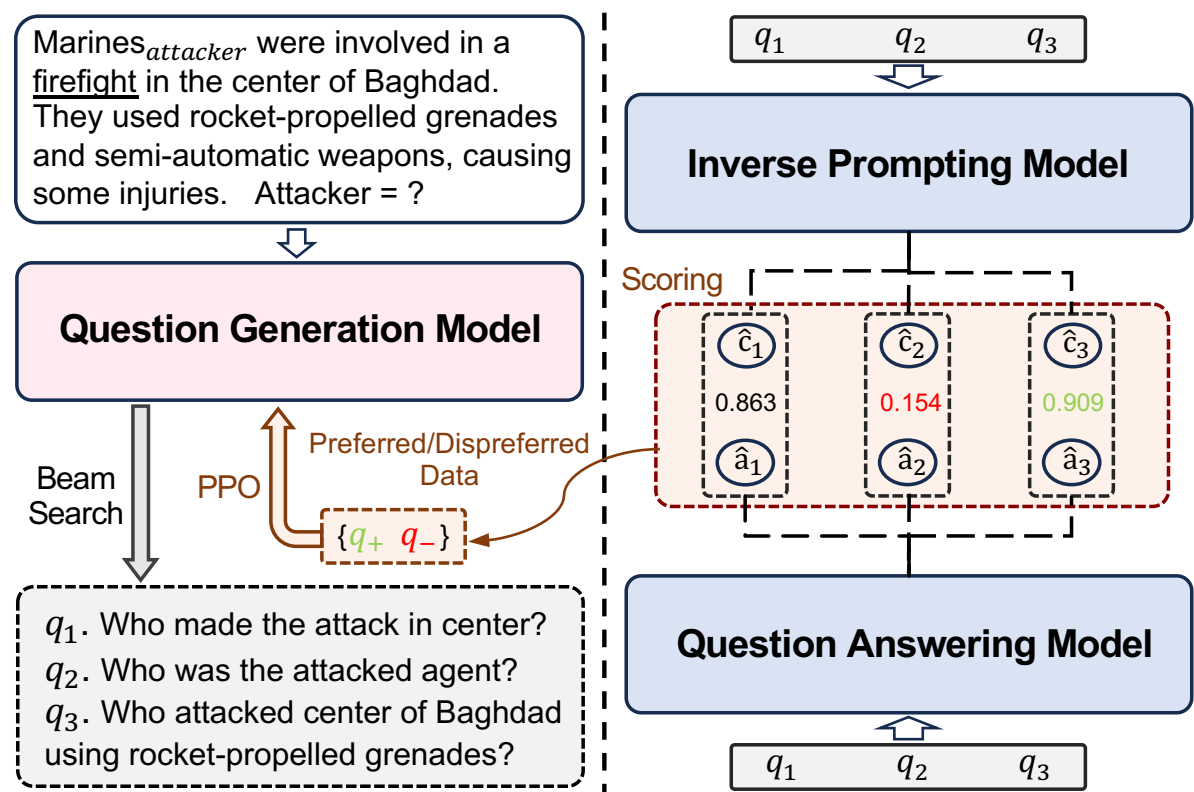 Marines_attacker were involved in a
firefight in the center of Baghdad.
They used rocket-propelled grenades
and semi-automatic weapons, causing
some injuries. Attacker = ?
Question Generation Model
Beam
Search
PPO
Preferred/Dispreferred
Data
{q₊ q₋}
q₁. Who made the attack in center?
q₂. Who was the attacked agent?
q₃. Who attacked center of Baghdad
using rocket-propelled grenades?
q₁ q₂ q₃
Inverse Prompting Model
Scoring
ĉ₁ ĉ₂ ĉ₃
0.863 0.154 0.909
â₁ â₂ â₃
Question Answering Model
q₁ q₂ q₃